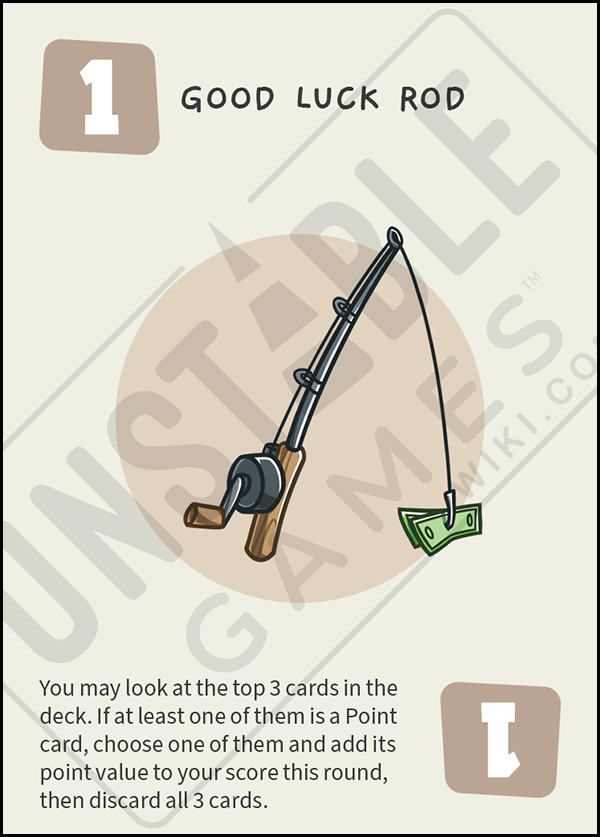 1
GOOD LUCK ROD
UNSTABLE
GAMES™
WIKI.CO
You may look at the top 3 cards in the
deck. If at least one of them is a Point
card, choose one of them and add its
point value to your score this round,
then discard all 3 cards.
1